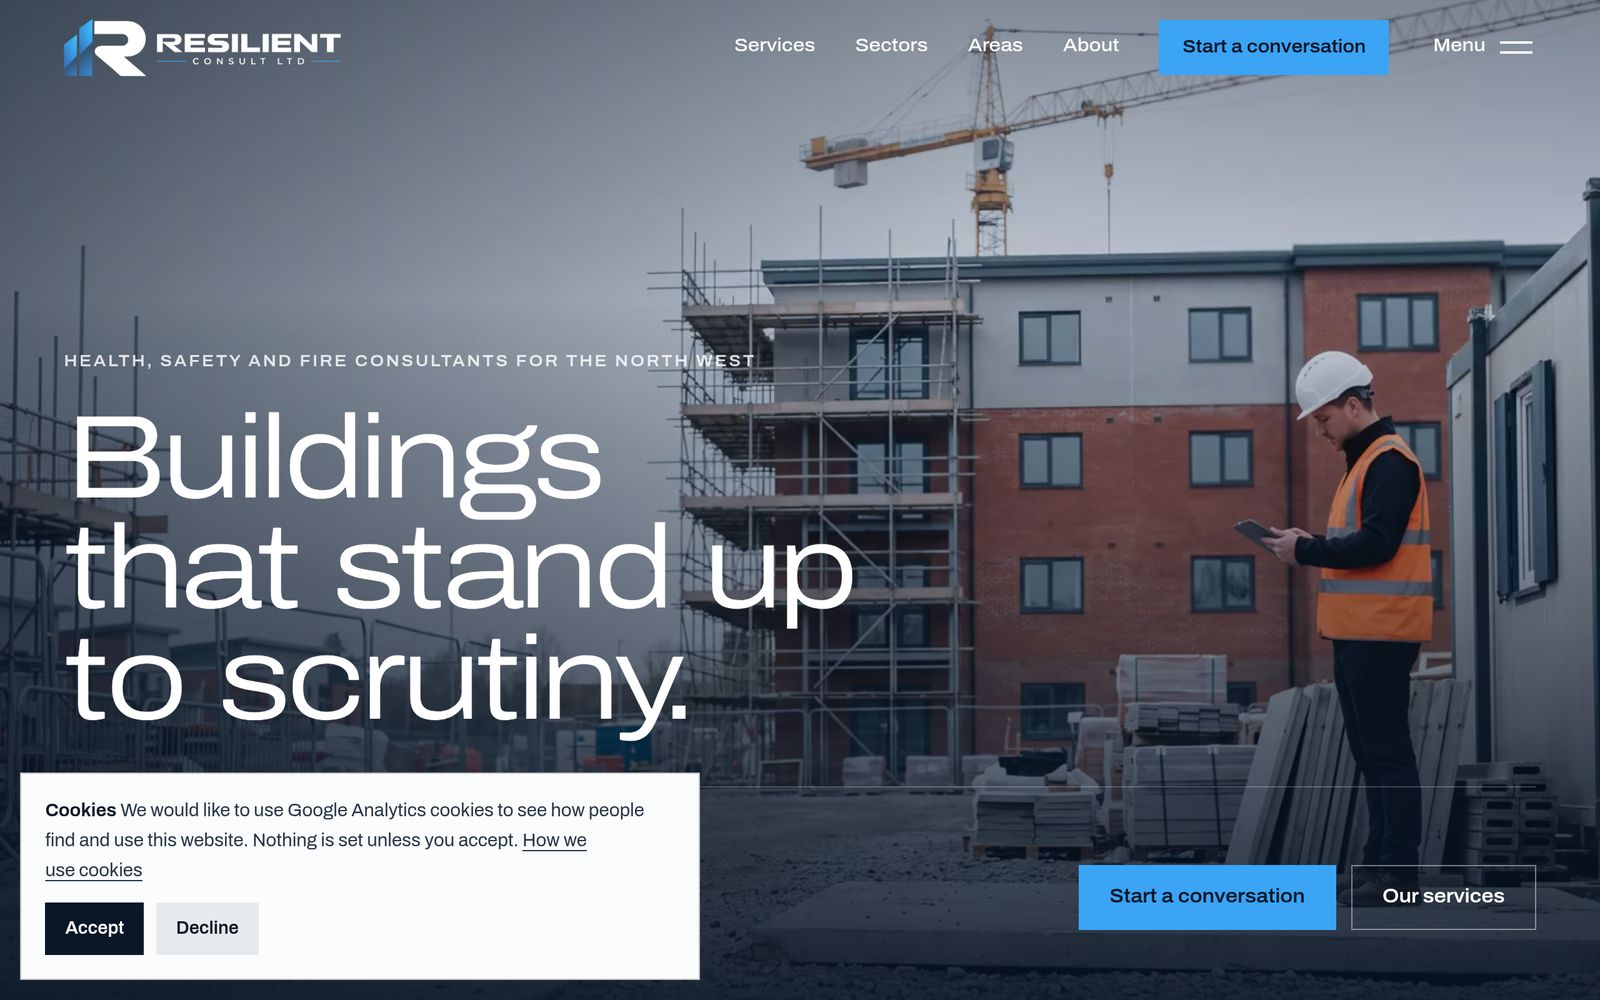 RESILIENT
CONSULT LTD
Services
Sectors
Areas
About
Start a conversation
Menu
HEALTH, SAFETY AND FIRE CONSULTANTS FOR THE NORTH WEST
Buildings
that stand up
to scrutiny.
Cookies We would like to use Google Analytics cookies to see how people
find and use this website. Nothing is set unless you accept. How we
use cookies
Accept
Decline
Start a conversation
Our services